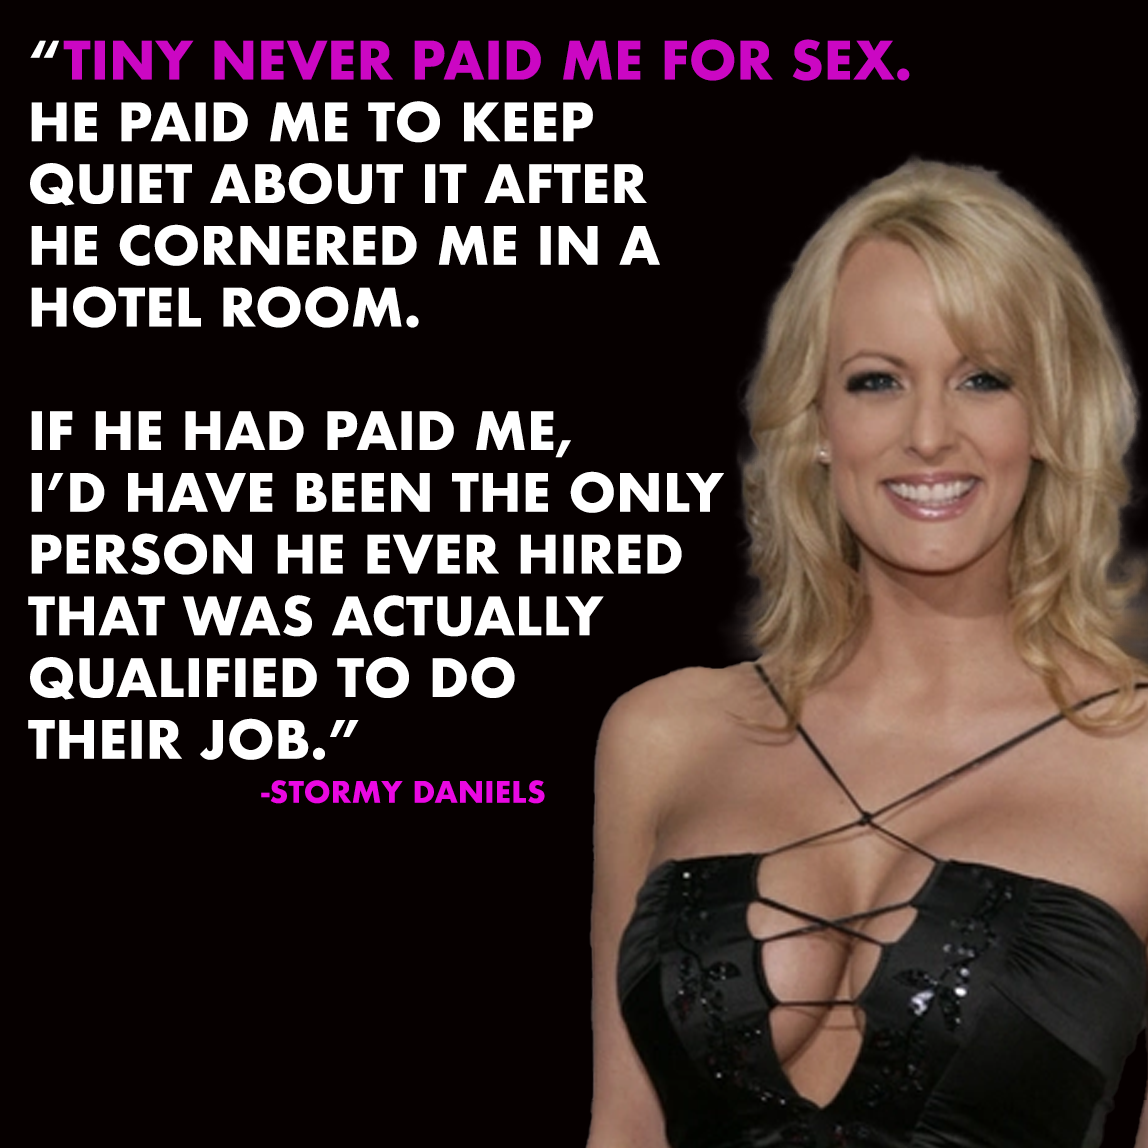 “TINY NEVER PAID ME FOR SEX.
HE PAID ME TO KEEP
QUIET ABOUT IT AFTER
HE CORNERED ME IN A
HOTEL ROOM.
IF HE HAD PAID ME,
I’D HAVE BEEN THE ONLY
PERSON HE EVER HIRED
THAT WAS ACTUALLY
QUALIFIED TO DO
THEIR JOB.”
-STORMY DANIELS